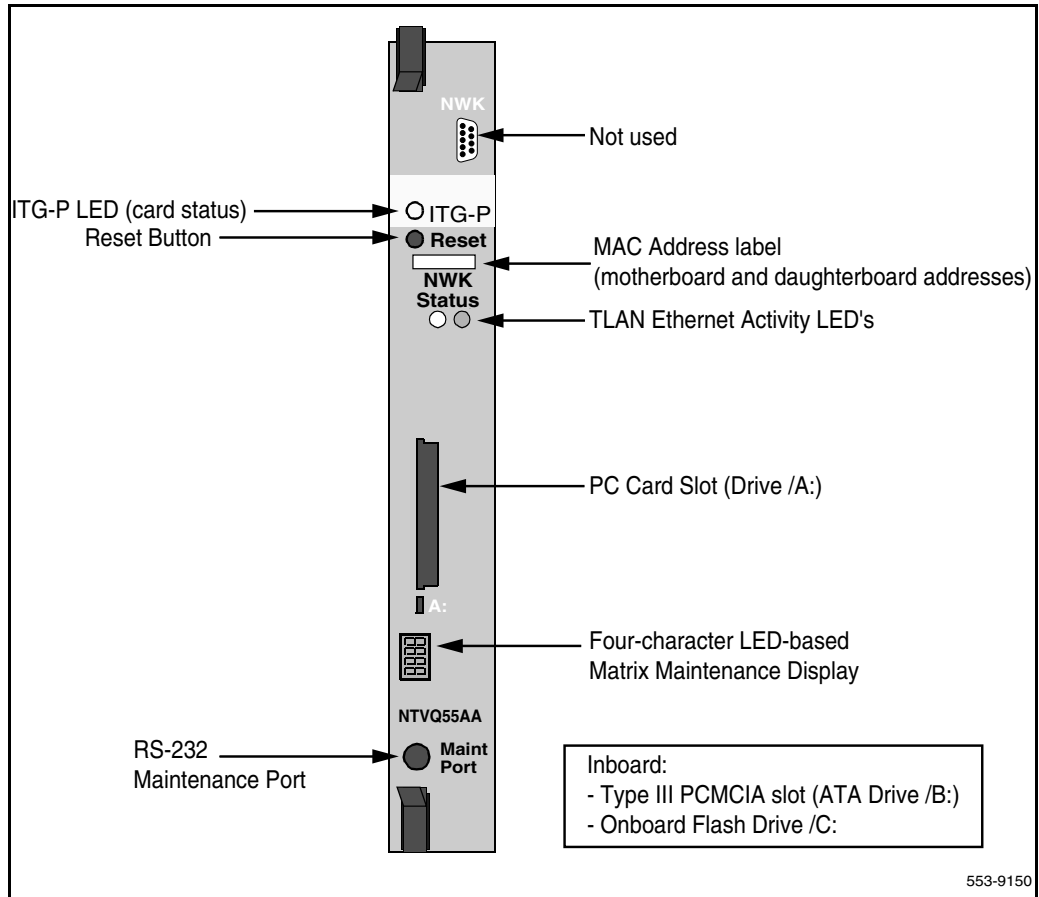 NWK
Not used
ITG-P LED (card status)
ITG-P
Reset Button
Reset
MAC Address label
(motherboard and daughterboard addresses)
NWK
Status
TLAN Ethernet Activity LED's
PC Card Slot (Drive /A:)
A:
Four-character LED-based
Matrix Maintenance Display
NTVQ55AA
RS-232
Maintenance Port
Maint
Port
Inboard:
- Type III PCMCIA slot (ATA Drive /B:)
- Onboard Flash Drive /C:
553-9150